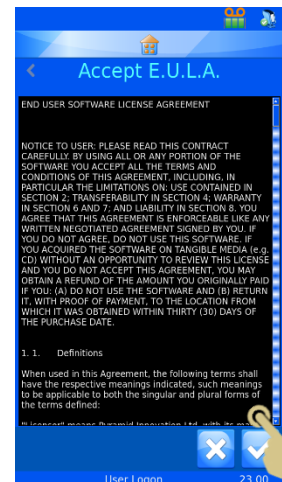 Accept E.U.L.A.
END USER SOFTWARE LICENSE AGREEMENT
NOTICE TO USER: PLEASE READ THIS CONTRACT
CAREFULLY. BY USING ALL OR ANY PORTION OF THE
SOFTWARE YOU ACCEPT ALL THE TERMS AND
CONDITIONS OF THIS AGREEMENT, INCLUDING, IN
PARTICULAR THE LIMITATIONS ON: USE CONTAINED IN
SECTION 2; TRANSFERABILITY IN SECTION 4; WARRANTY
IN SECTION 6 AND 7; AND LIABILITY IN SECTION 8. YOU
AGREE THAT THIS AGREEMENT IS ENFORCEABLE LIKE ANY
WRITTEN NEGOTIATED AGREEMENT SIGNED BY YOU. IF
YOU DO NOT AGREE, DO NOT USE THIS SOFTWARE. IF
YOU ACQUIRED THE SOFTWARE ON TANGIBLE MEDIA (e.g.
CD) WITHOUT AN OPPORTUNITY TO REVIEW THIS LICENSE
AND YOU DO NOT ACCEPT THIS AGREEMENT, YOU MAY
OBTAIN A REFUND OF THE AMOUNT YOU ORIGINALLY PAID
IF YOU: (A) DO NOT USE THE SOFTWARE AND (B) RETURN
IT, WITH PROOF OF PAYMENT, TO THE LOCATION FROM
WHICH IT WAS OBTAINED WITHIN THIRTY (30) DAYS OF
THE PURCHASE DATE.
1. 1. Definitions
When used in this Agreement, the following terms shall
have the respective meanings indicated, such meanings
to be applicable to both the singular and plural forms of
the terms defined:
"Licensor" means Pyramid Innovation Ltd, with its
User Logon 23.00